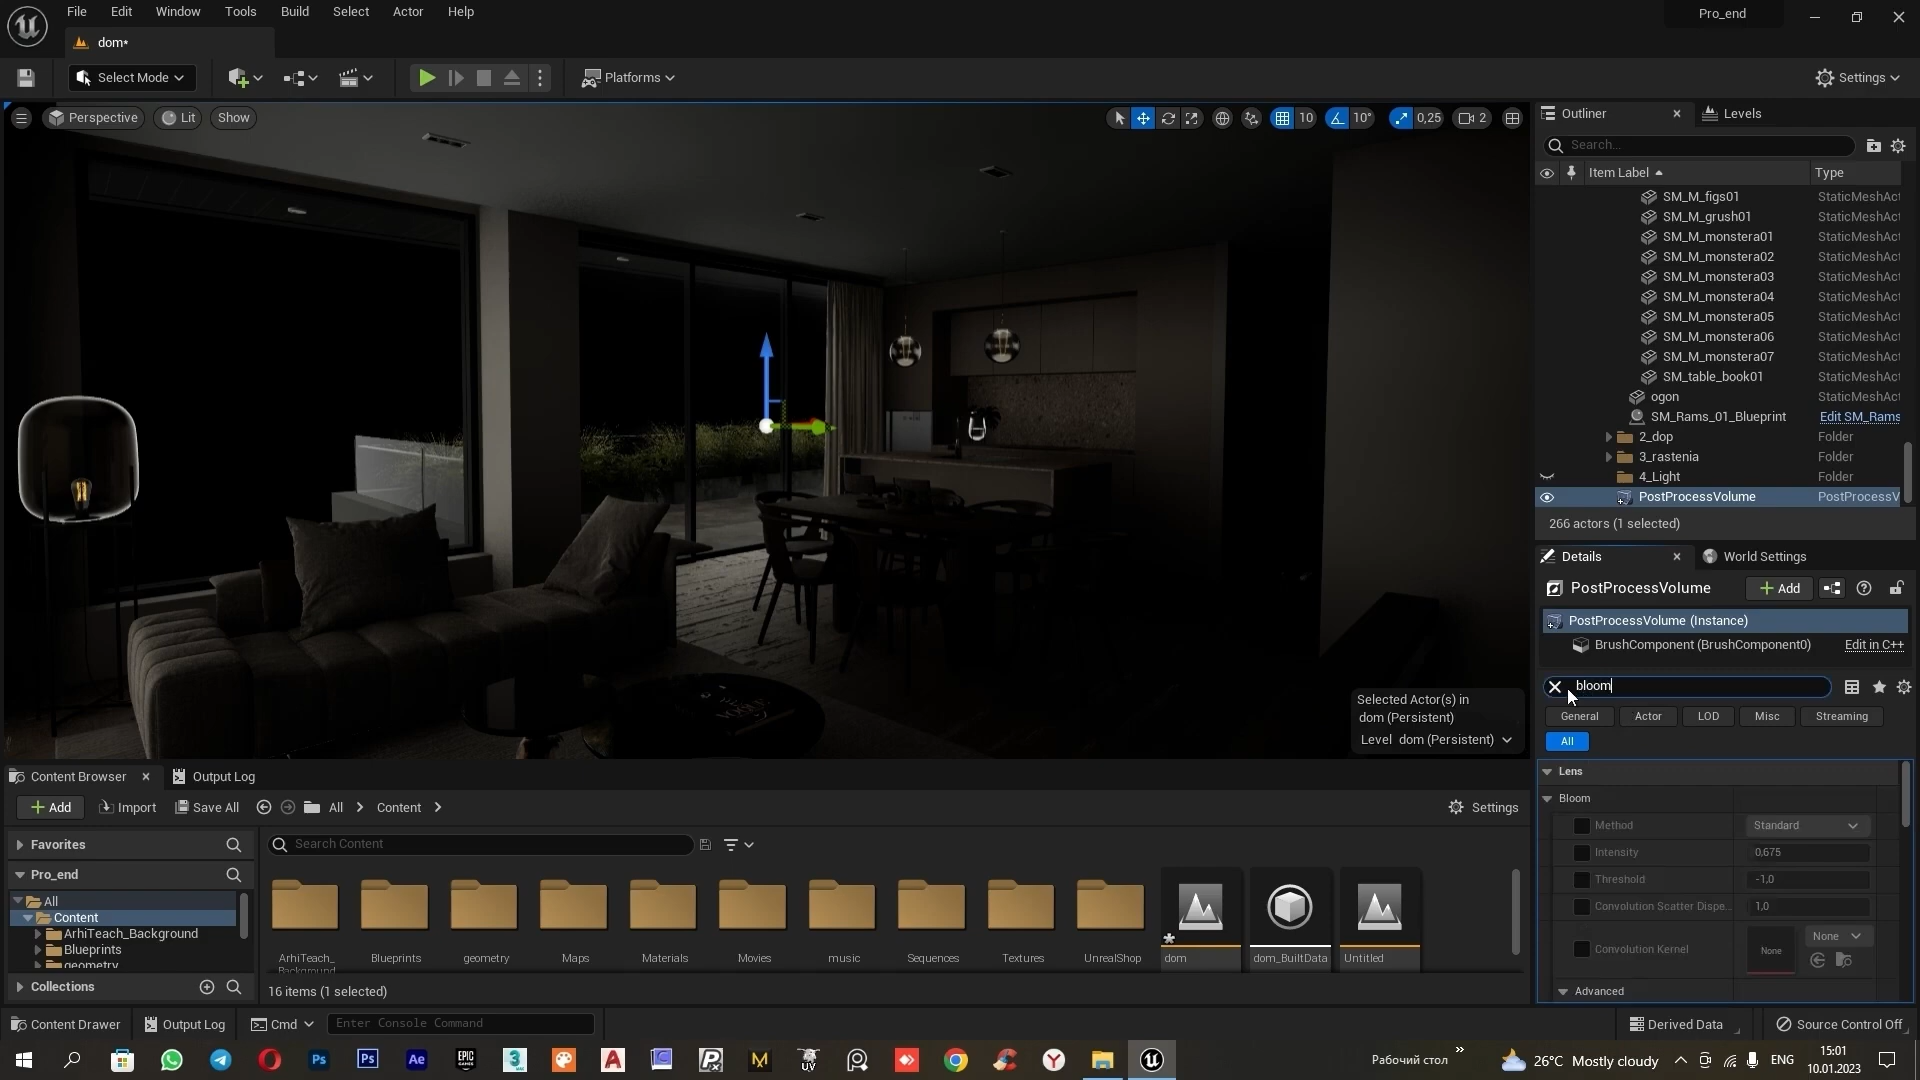 File Edit Window Tools Build Select Actor Help
Pro_end
dom*
Select Mode
Platforms
Settings
Perspective
Lit
Show
10
10°
0,25
2
Outliner
Levels
Search...
Item Label
Type
SM_M_figs01 StaticMeshAct
SM_M_grush01 StaticMeshAct
SM_M_monstera01 StaticMeshAct
SM_M_monstera02 StaticMeshAct
SM_M_monstera03 StaticMeshAct
SM_M_monstera04 StaticMeshAct
SM_M_monstera05 StaticMeshAct
SM_M_monstera06 StaticMeshAct
SM_M_monstera07 StaticMeshAct
SM_table_book01 StaticMeshAct
ogon StaticMeshAct
SM_Rams_01_Blueprint Edit SM_Rams
2_dop Folder
3_rastenia Folder
4_Light Folder
PostProcessVolume PostProcessV
266 actors (1 selected)
Details
World Settings
PostProcessVolume
Add
PostProcessVolume (Instance)
BrushComponent (BrushComponent0) Edit in C++
bloom
General Actor LOD Misc Streaming
All
Lens
Bloom
Method Standard
Intensity 0,675
Threshold -1,0
Convolution Scatter Dispe... 1,0
Convolution Kernel None None
Advanced
Selected Actor(s) in
dom (Persistent)
Level dom (Persistent)
Content Browser
Output Log
Add Import Save All All Content Settings
Favorites
Search Content
Pro_end
All
Content
ArhiTeach_Background
Blueprints
geometry
Collections
ArhiTeach_
Background
Blueprints geometry Maps Materials Movies music Sequences Textures UnrealShop dom dom_BuiltData Untitled
16 items (1 selected)
Content Drawer Output Log Cmd Enter Console Command
Derived Data Source Control Off
Рабочий стол
26°C Mostly cloudy
ENG
15:01
10.01.2023